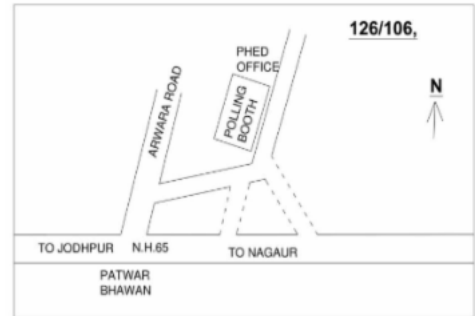 126/106,
PHED
OFFICE
N
ARWARA ROAD
POLLING
BOOTH
TO JODHPUR N.H.65 TO NAGAUR
PATWAR
BHAWAN